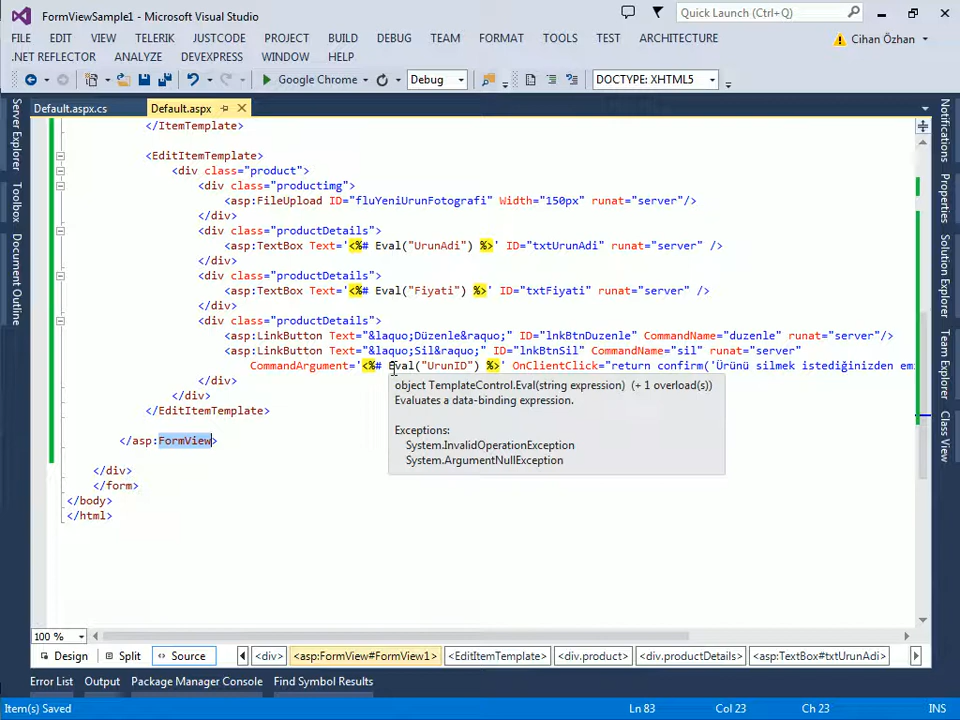 FormViewSample1 - Microsoft Visual Studio
Quick Launch (Ctrl+Q)
FILE EDIT VIEW TELERIK JUSTCODE PROJECT BUILD DEBUG TEAM FORMAT TOOLS TEST ARCHITECTURE
Cihan Özhan
.NET REFLECTOR ANALYZE DEVEXPRESS WINDOW HELP
Google Chrome Debug DOCTYPE: XHTML5
Default.aspx.cs Default.aspx
</ItemTemplate>
<EditItemTemplate>
<div class="product">
<div class="productimg">
<asp:FileUpload ID="fluYeniUrunFotografi" Width="150px" runat="server"/>
</div>
<div class="productDetails">
<asp:TextBox Text='<%# Eval("UrunAdi") %>' ID="txtUrunAdi" runat="server" />
</div>
<div class="productDetails">
<asp:TextBox Text='<%# Eval("Fiyati") %>' ID="txtFiyati" runat="server" />
</div>
<div class="productDetails">
<asp:LinkButton Text="&laquo;Düzenle&raquo;" ID="lnkBtnDuzenle" CommandName="duzenle" runat="server"/>
<asp:LinkButton Text="&laquo;Sil&raquo;" ID="lnkBtnSil" CommandName="sil" runat="server"
CommandArgument='<%# Eval("UrunID") %>' OnClientClick="return confirm('Ürünü silmek istediğinizden emi
</div>
</div>
</EditItemTemplate>
</asp:FormView>
</div>
</form>
</body>
</html>
object TemplateControl.Eval(string expression) (+ 1 overload(s))
Evaluates a data-binding expression.
Exceptions:
System.InvalidOperationException
System.ArgumentNullException
Server Explorer
Toolbox
Document Outline
Notifications
Properties
Solution Explorer
Team Explorer
Class View
100 %
Design Split Source <div> <asp:FormView#FormView1> <EditItemTemplate> <div.product> <div.productDetails> <asp:TextBox#txtUrunAdi>
Error List Output Package Manager Console Find Symbol Results
Item(s) Saved Ln 83 Col 23 Ch 23 INS